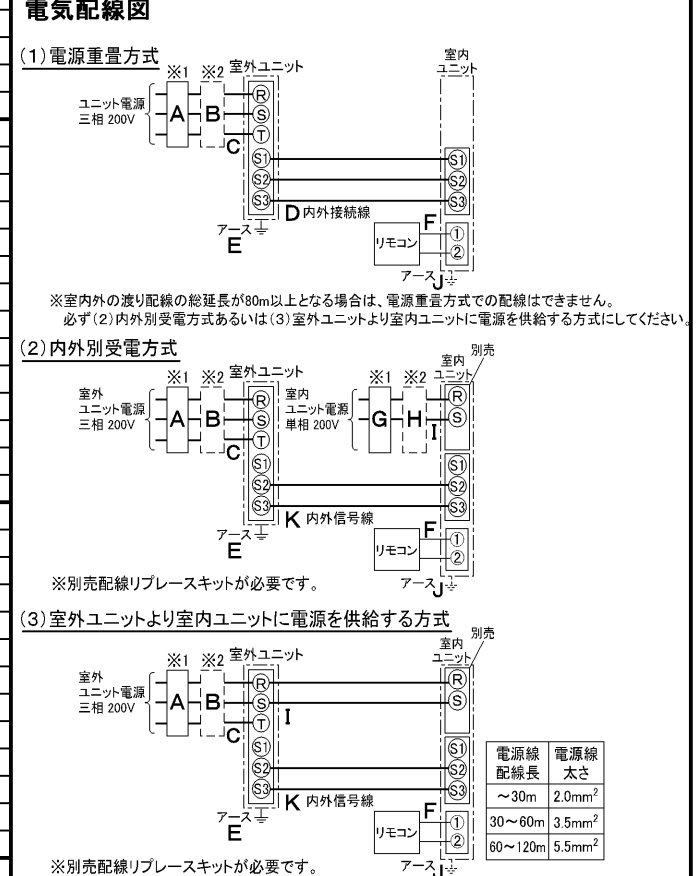 電気配線図
(1)電源重畳方式
※1 ※2 室外ユニット
室内
ユニット
ユニット電源
三相 200V
A B C
R
S
T
S1
S2
S3
S1
S2
S3
D 内外接続線
アース
E
リモコン
F
①
②
アース J
※室内外の渡り配線の総延長が80m以上となる場合は、電源重畳方式での配線はできません。
必ず(2)内外別受電方式あるいは(3)室外ユニットより室内ユニットに電源を供給する方式にしてください。
(2)内外別受電方式
※1 ※2 室外ユニット
※1 ※2
室内
ユニット
別売
室外
ユニット電源
三相 200V
A B C
R
S
T
S1
S2
S3
室内
ユニット電源
単相 200V
G H I
R
S
S1
S2
S3
K 内外信号線
アース
E
リモコン
F
①
②
アース J
※別売配線リプレースキットが必要です。
(3)室外ユニットより室内ユニットに電源を供給する方式
※1 ※2 室外ユニット
室内
ユニット
別売
室外
ユニット電源
三相 200V
A B C
R
S
T
S1
S2
S3
I
R
S
S1
S2
S3
K 内外信号線
アース
E
リモコン
F
①
②
アース J
※別売配線リプレースキットが必要です。
電源線 電源線
配線長 太さ
～30m 2.0mm²
30～60m 3.5mm²
60～120m 5.5mm²